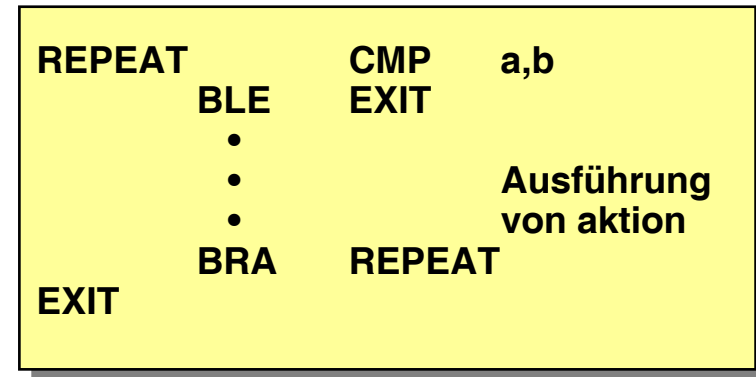 REPEAT CMP a,b
BLE EXIT
•
• Ausführung
• von aktion
BRA REPEAT
EXIT